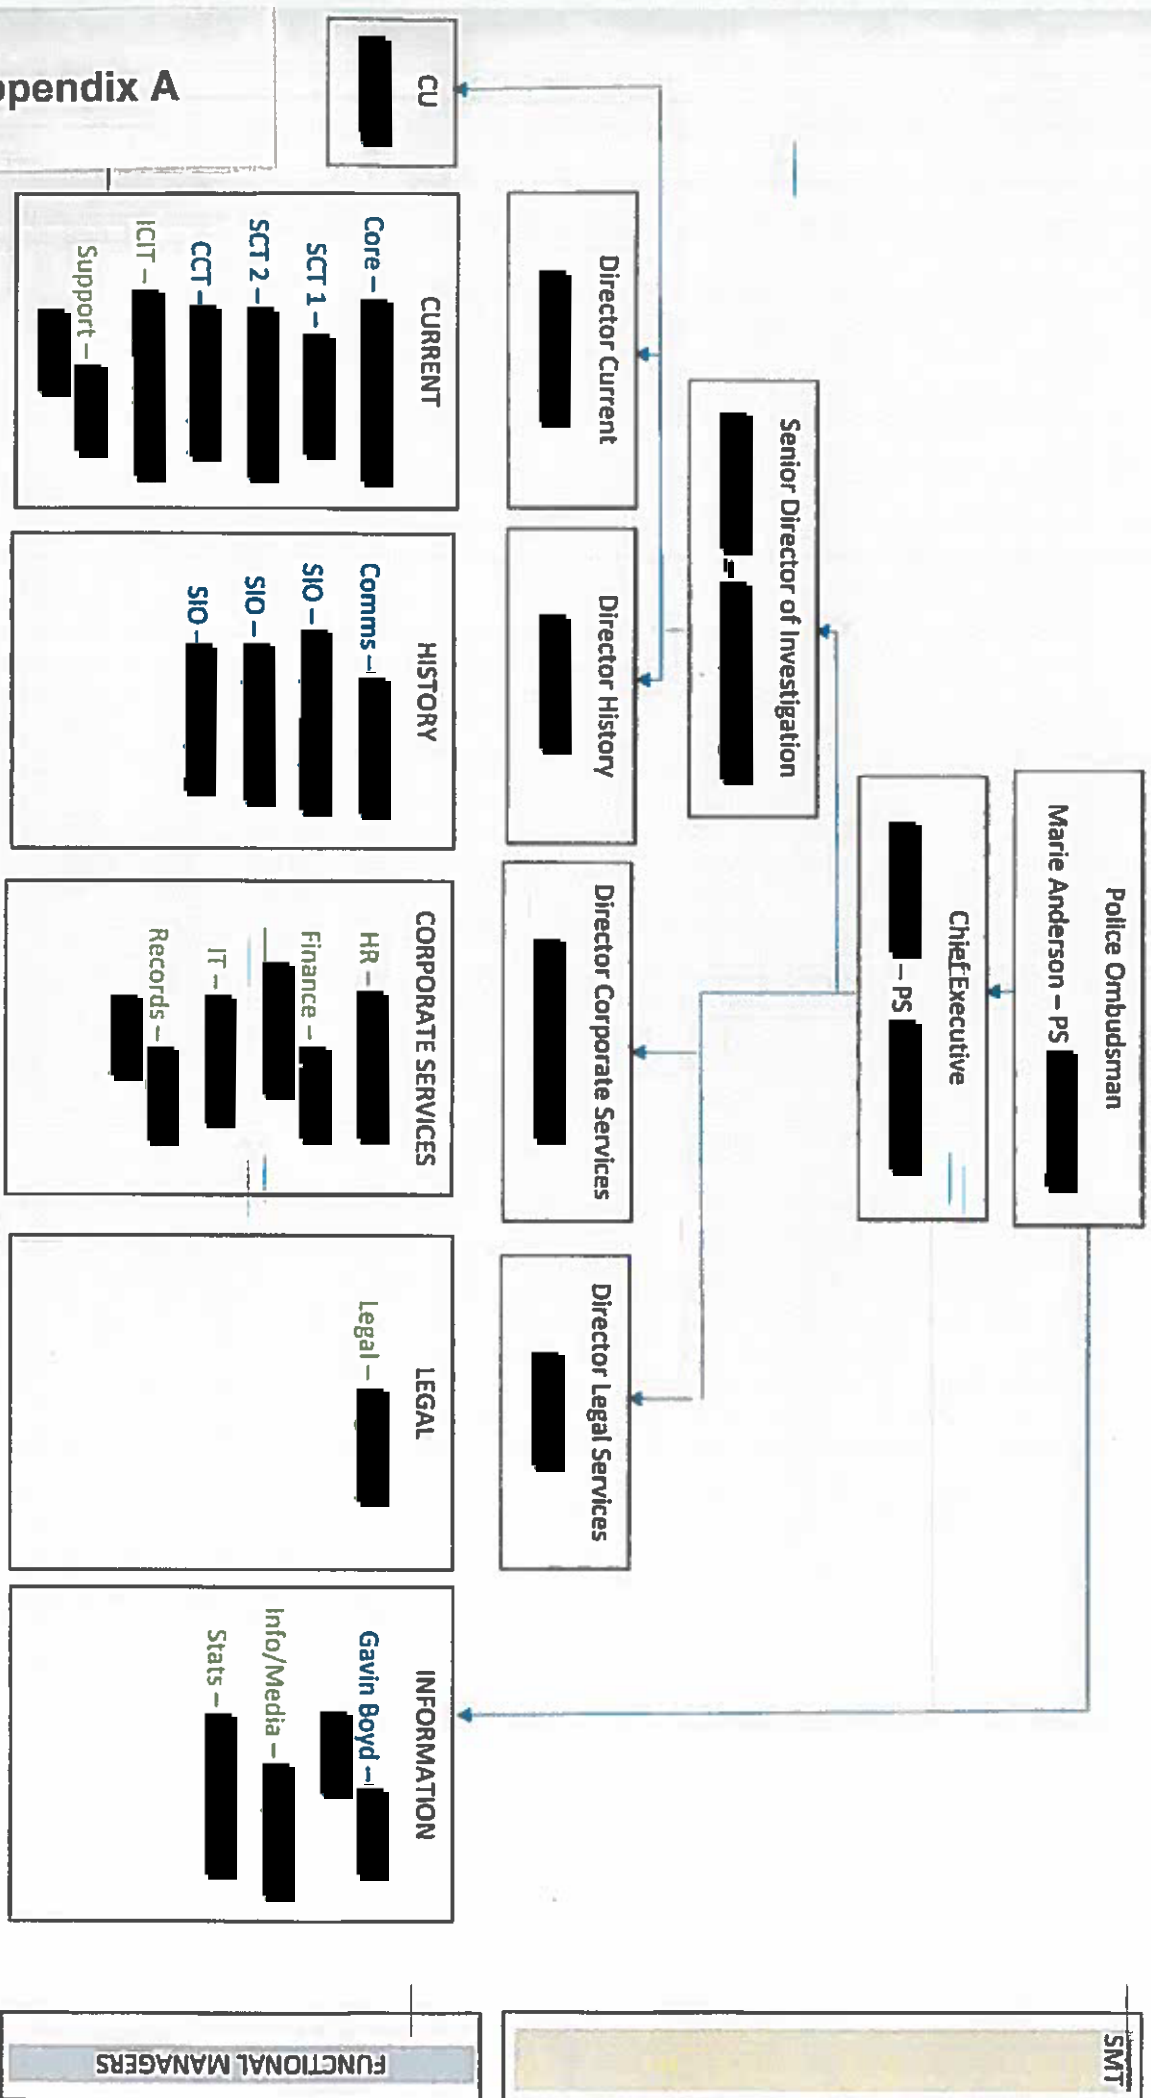 Police Ombudsman
Marie Anderson – PS
Chief Executive
– PS
Senior Director of Investigation
–
Director Current
Director History
Director Corporate Services
Director Legal Services
SMT
CU
CURRENT
Core –
SCT 1 –
SCT 2 –
CCT –
ICIT –
Support –
HISTORY
Comms –
SIO –
SIO –
SIO –
CORPORATE SERVICES
HR –
Finance –
IT –
Records –
LEGAL
Legal –
INFORMATION
Gavin Boyd –
Info/Media –
Stats –
FUNCTIONAL MANAGERS
ppendix A